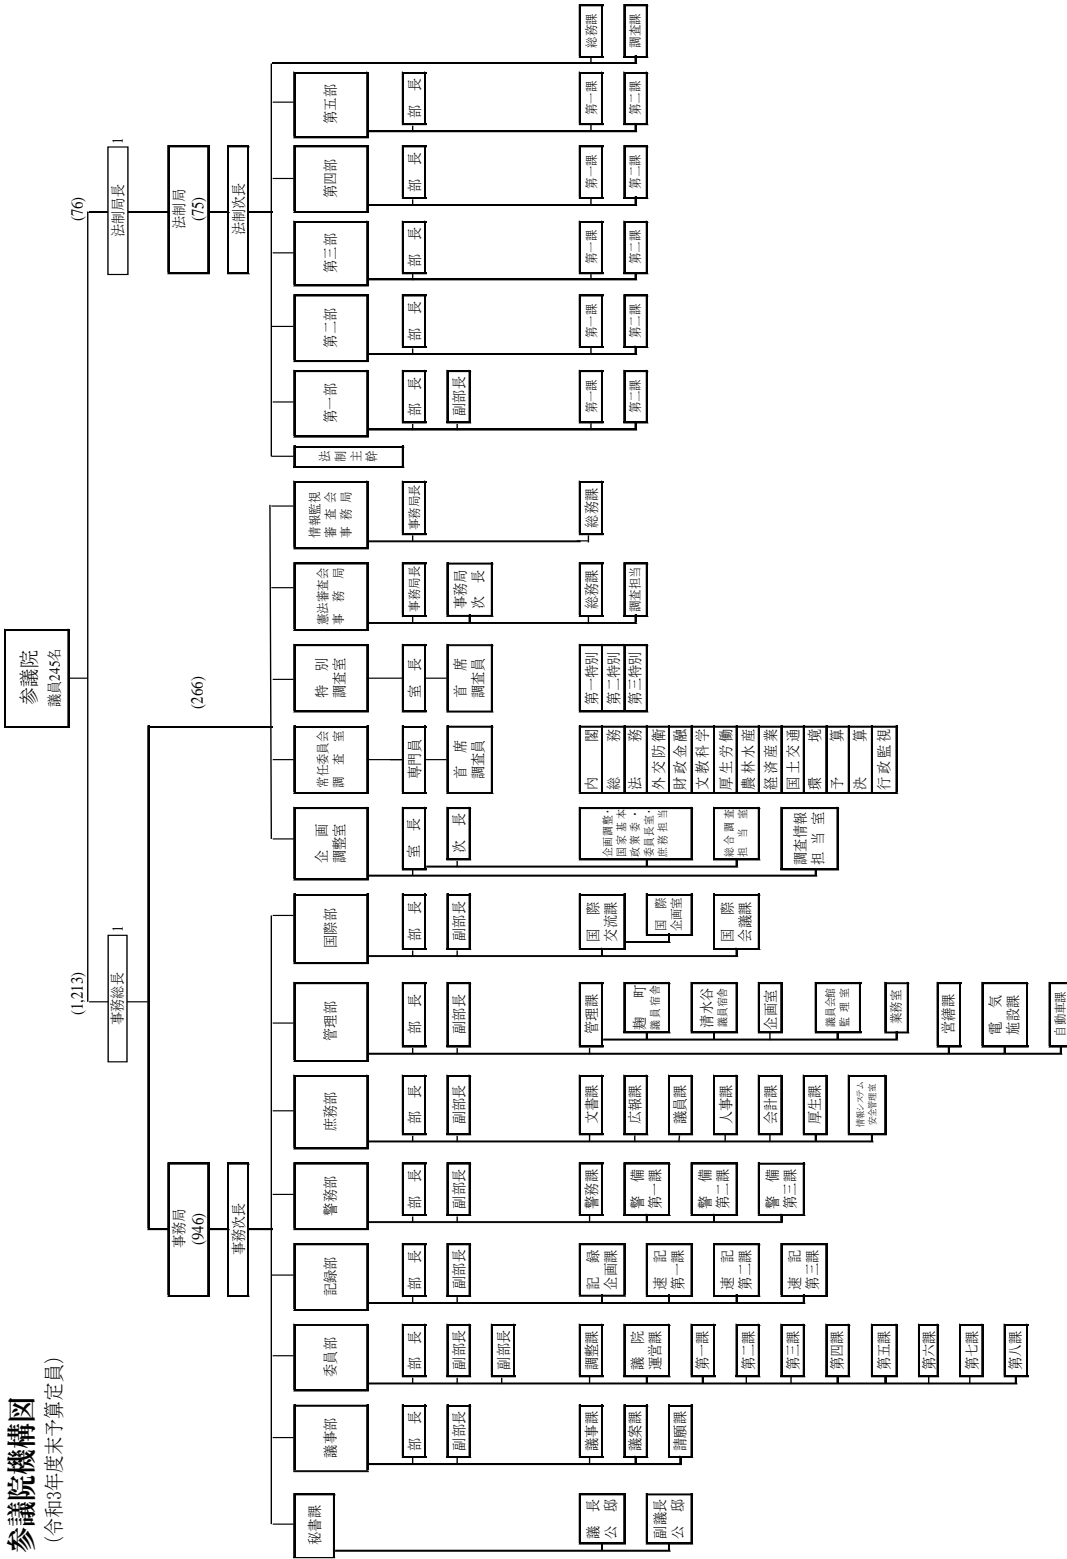 参議院機構図
(令和3年度末予算定員)
参議院
議員245名
(1,213)
事務総長
1
(76)
法制局長
1
事務局
(946)
事務次長
(266)
法制局
(75)
法制次長
秘書課
議長
公邸
副議長
公邸
議事部
部長
副部長
議事課
議案課
請願課
委員部
部長
副部長
副部長
調整課
議院
運営課
第一課
第二課
第三課
第四課
第五課
第六課
第七課
第八課
記録部
部長
副部長
記録
企画課
速記
第一課
速記
第二課
速記
第三課
警務部
部長
副部長
警務課
警備
第一課
警備
第二課
警備
第三課
庶務部
部長
副部長
文書課
広報課
議員課
人事課
会計課
厚生課
情報システム
安全管理室
管理部
部長
副部長
管理課
麹町
議員宿舎
清水谷
議員宿舎
企画室
議員会館
監理室
業務室
営繕課
電気
施設課
自動車課
国際部
部長
副部長
国際
交流課
国際
企画室
国際
会議課
企画
調整室
室長
次長
企画調整・
国家基本
政策委・
委員長室・
庶務担当
総合調査
担当室
調査情報
担当室
常任委員会
調査室
専門員
首席
調査員
内閣
総務
法務
外交防衛
財政金融
文教科学
厚生労働
農林水産
経済産業
国土交通
環境
予算
決算
行政監視
特別
調査室
室長
首席
調査員
第一特別
第二特別
第三特別
憲法審査会
事務局
事務局長
事務局
次長
総務課
調査担当
情報監視
審査会
事務局
事務局長
総務課
法制主幹
第一部
部長
副部長
第一課
第二課
第二部
部長
第一課
第二課
第三部
部長
第一課
第二課
第四部
部長
第一課
第二課
第五部
部長
第一課
第二課
総務課
調査課